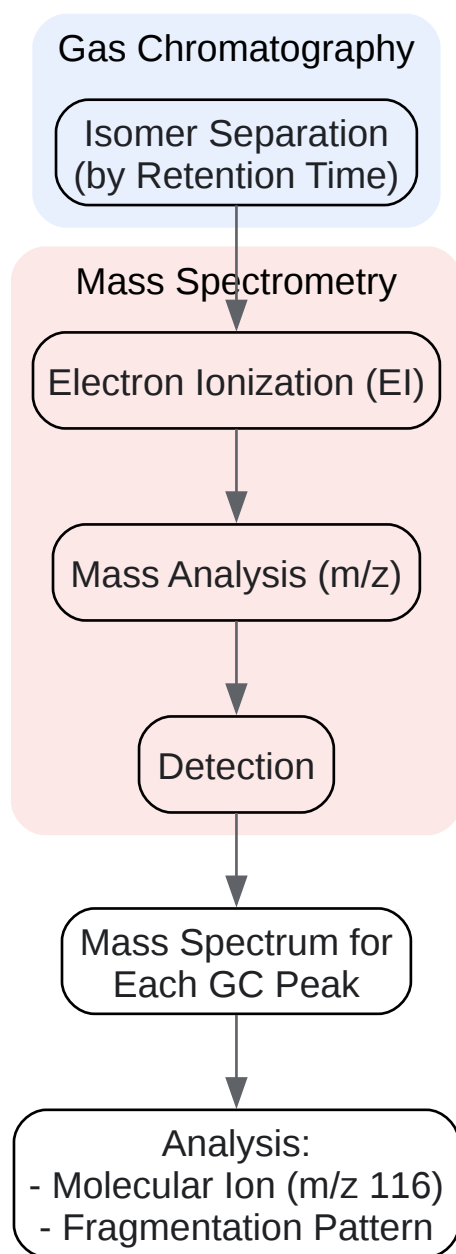 Gas Chromatography
Isomer Separation
(by Retention Time)
Mass Spectrometry
Electron Ionization (EI)
Mass Analysis (m/z)
Detection
Mass Spectrum for
Each GC Peak
Analysis:
- Molecular Ion (m/z 116)
- Fragmentation Pattern